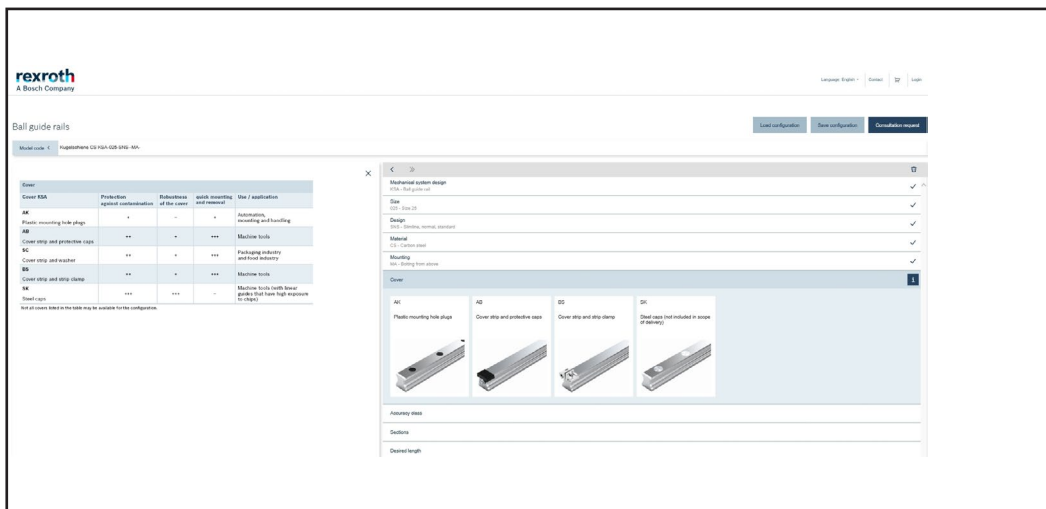 rexroth
A Bosch Company
Language: English
Contact
Login
Ball guide rails
Load configuration
Save configuration
Consultation request
Model code
Kugelschiene CS KSA-025-SNS- -MA-
Cover
Cover KSA
Protection against contamination
Robustness of the cover
quick mounting and removal
Use / application
AK
Plastic mounting hole plugs
+
–
+
Automation,
mounting and handling
AB
Cover strip and protective caps
++
+
+++
Machine tools
SC
Cover strip and washer
++
+
+++
Packaging industry
and food industry
BS
Cover strip and strip clamp
++
+
+++
Machine tools
SK
Steel caps
+++
+++
–
Machine tools (with linear
guides that have high exposure
to chips)
Not all covers listed in the table may be available for the configuration.
Mechanical system design
KSA - Ball guide rail
Size
025 - Size 25
Design
SNS - Slimline, normal, standard
Material
CS - Carbon steel
Mounting
MA - Bolting from above
Cover
i
AK
Plastic mounting hole plugs
AB
Cover strip and protective caps
BS
Cover strip and strip clamp
SK
Steel caps (not included in scope
of delivery)
Accuracy class
Sections
Desired length